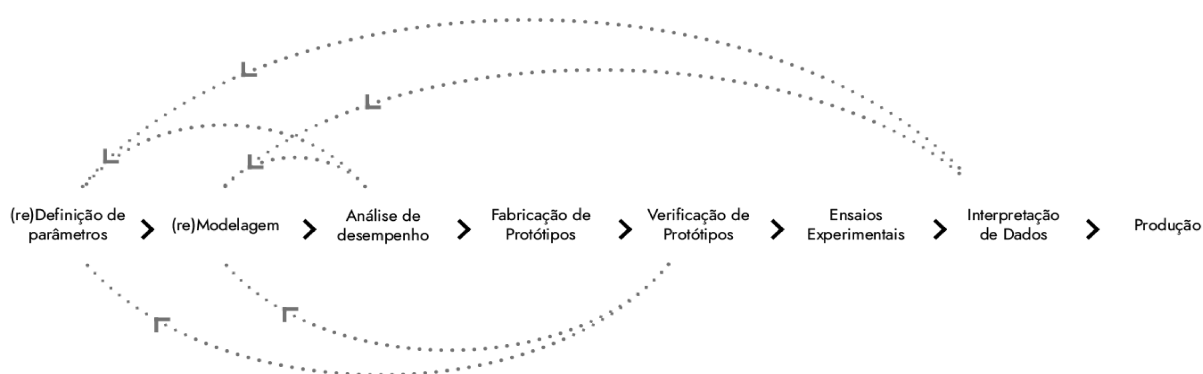 (re)Definição de
parâmetros
(re)Modelagem
Análise de
desempenho
Fabricação de
Protótipos
Verificação de
Protótipos
Ensaios
Experimentais
Interpretação
de Dados
Produção